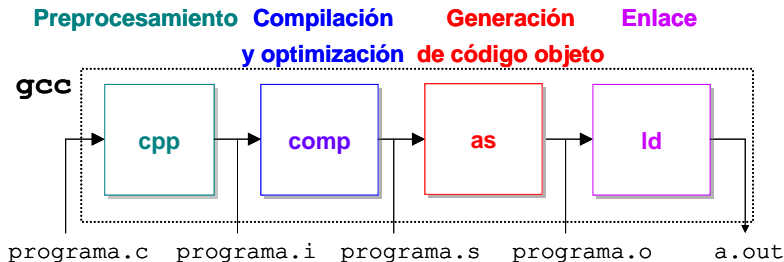 Preprocesamiento Compilación Generación Enlace
y optimización de código objeto
gcc
cpp comp as ld
programa.c programa.i programa.s programa.o a.out